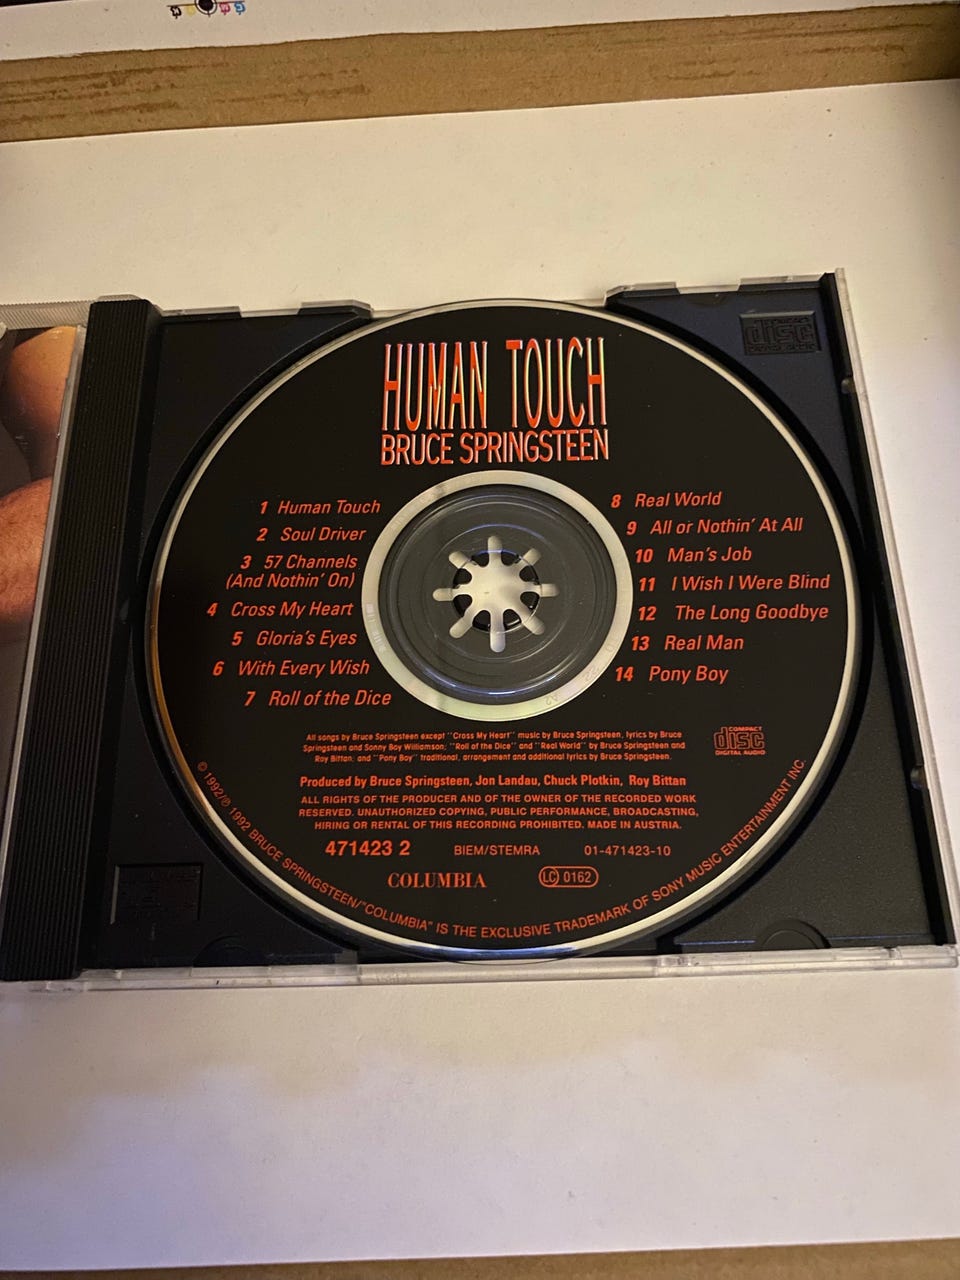 HUMAN TOUCH
BRUCE SPRINGSTEEN
1 Human Touch
2 Soul Driver
3 57 Channels
(And Nothin' On)
4 Cross My Heart
5 Gloria's Eyes
6 With Every Wish
7 Roll of the Dice
8 Real World
9 All or Nothin' At All
10 Man's Job
11 I Wish I Were Blind
12 The Long Goodbye
13 Real Man
14 Pony Boy
All songs by Bruce Springsteen except "Cross My Heart" music by Bruce Springsteen, lyrics by Bruce
Springsteen and Sonny Boy Williamson; "Roll of the Dice" and "Real World" by Bruce Springsteen and
Roy Bittan; and "Pony Boy" traditional, arrangement and additional lyrics by Bruce Springsteen.
COMPACT
disc
DIGITAL AUDIO
Produced by Bruce Springsteen, Jon Landau, Chuck Plotkin, Roy Bittan
ALL RIGHTS OF THE PRODUCER AND OF THE OWNER OF THE RECORDED WORK
RESERVED. UNAUTHORIZED COPYING, PUBLIC PERFORMANCE, BROADCASTING,
HIRING OR RENTAL OF THIS RECORDING PROHIBITED. MADE IN AUSTRIA.
471423 2 BIEM/STEMRA 01-471423-10
COLUMBIA LC 0162
© 1992/℗ 1992 BRUCE SPRINGSTEEN/"COLUMBIA" IS THE EXCLUSIVE TRADEMARK OF SONY MUSIC ENTERTAINMENT INC.
disc